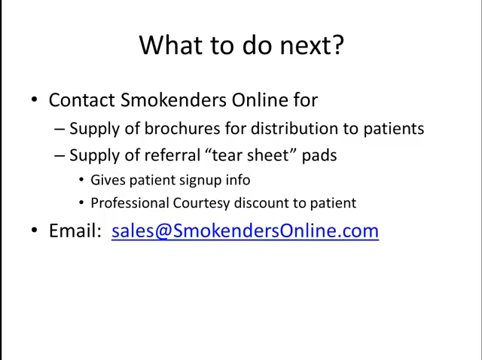 What to do next?
• Contact Smokenders Online for
– Supply of brochures for distribution to patients
– Supply of referral “tear sheet” pads
• Gives patient signup info
• Professional Courtesy discount to patient
• Email: sales@SmokendersOnline.com